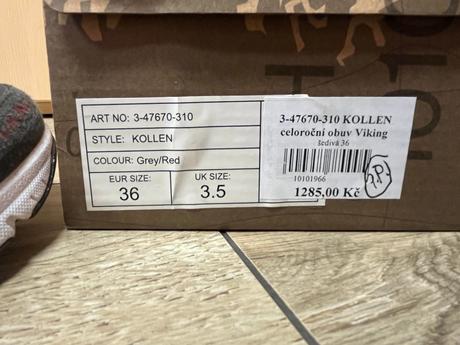 ART NO: 3-47670-310
STYLE: KOLLEN
COLOUR: Grey/Red
EUR SIZE:
36
UK SIZE:
3.5
3-47670-310 KOLLEN
celoroční obuv Viking
šedivá 36
10101966
1285,00 Kč